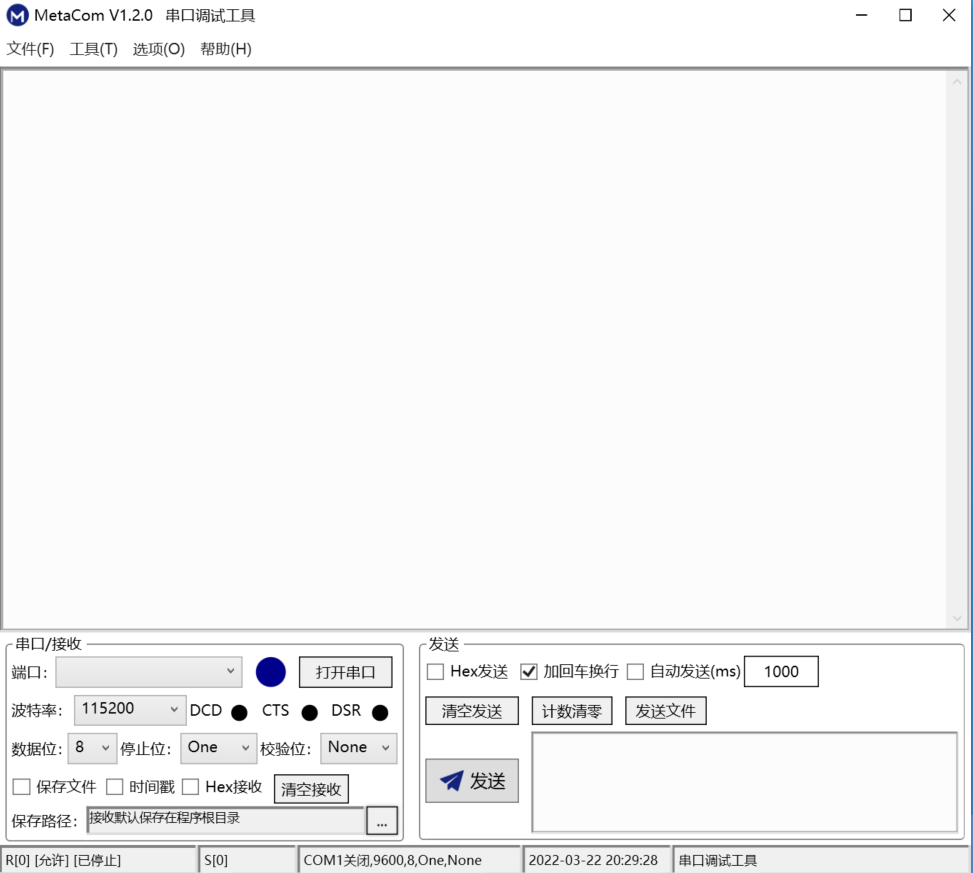 MetaCom V1.2.0 串口调试工具
文件(F) 工具(T) 选项(O) 帮助(H)
串口/接收
端口: 打开串口
波特率: 115200 DCD CTS DSR
数据位: 8 停止位: One 校验位: None
保存文件 时间戳 Hex接收 清空接收
保存路径: 接收默认保存在程序根目录 ...
发送
Hex发送 加回车换行 自动发送(ms) 1000
清空发送 计数清零 发送文件
发送
R[0] [允许] [已停止] S[0] COM1关闭,9600,8,One,None 2022-03-22 20:29:28 串口调试工具